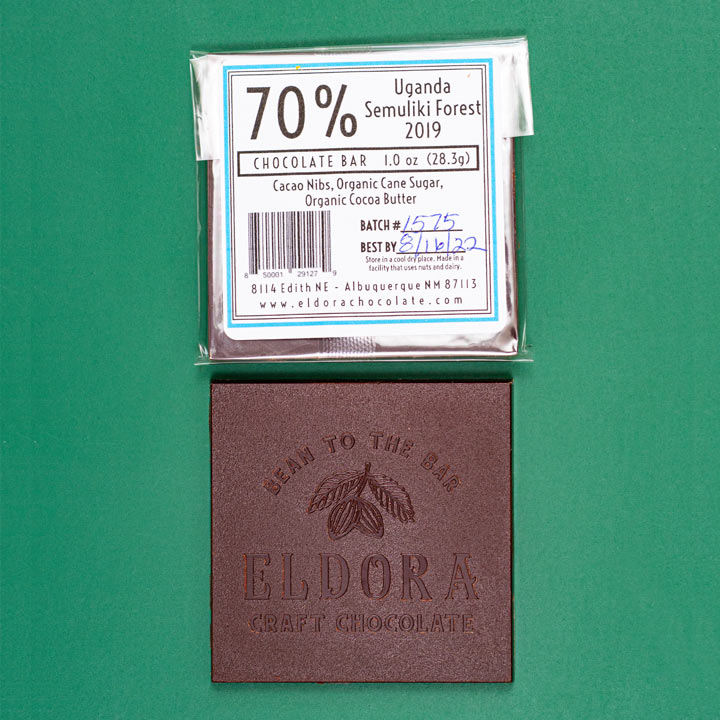 70%
Uganda
Semuliki Forest
2019
CHOCOLATE BAR 1.0 oz (28.3g)
Cacao Nibs, Organic Cane Sugar,
Organic Cocoa Butter
BATCH # 1575
BEST BY 8/16/22
Store in a cool dry place. Made in a
facility that uses nuts and dairy.
8 50001 29127 9
8114 Edith NE - Albuquerque NM 87113
www.eldorachocolate.com
BEAN TO THE BAR
ELDORA
CRAFT CHOCOLATE